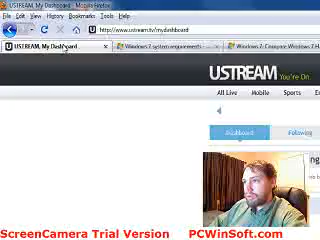 USTREAM, My Dashboard - Mozilla Firefox
File Edit View History Bookmarks Tools Help
http://www.ustream.tv/mydashboard
USTREAM, My Dashboard
Windows 7 system requirements
Windows 7: Compare Windows 7
USTREAM You're On.
All Live Mobile Sports
Dashboard Following
ScreenCamera Trial Version PCWinSoft.com